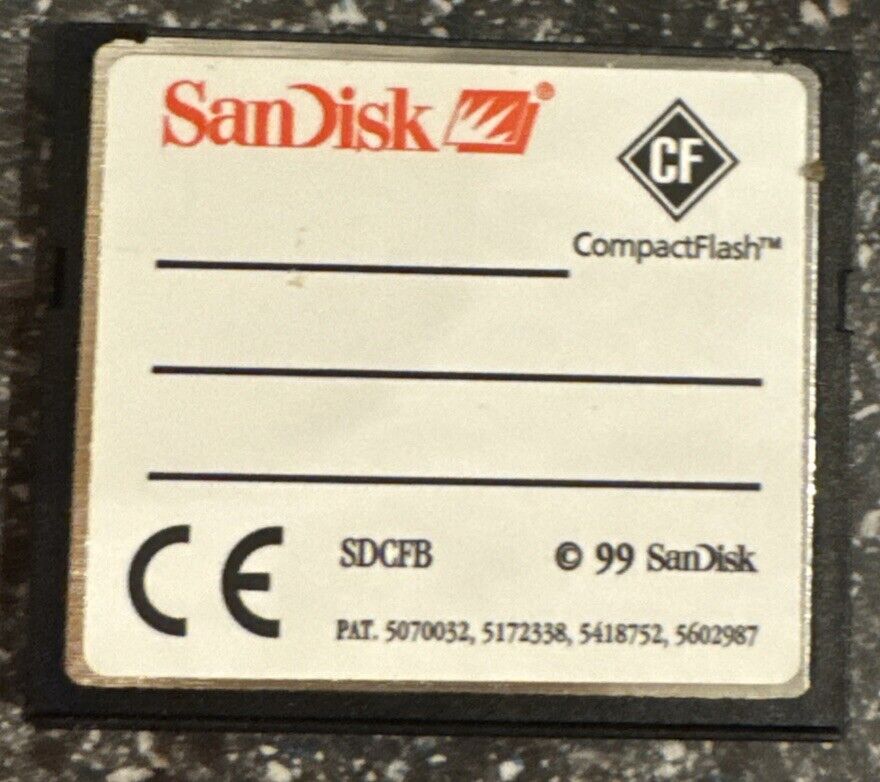 SanDisk®
CF
CompactFlash™
CE
SDCFB © 99 SanDisk
PAT. 5070032, 5172338, 5418752, 5602987